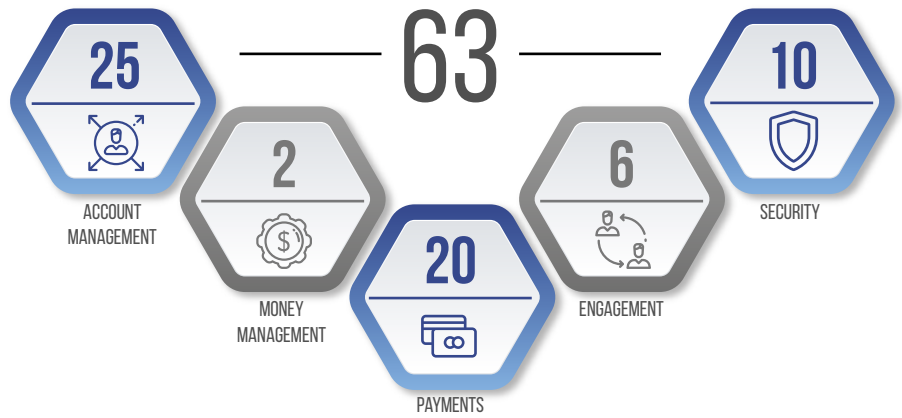 63
25
ACCOUNT
MANAGEMENT
2
$
MONEY
MANAGEMENT
20
PAYMENTS
6
ENGAGEMENT
10
SECURITY